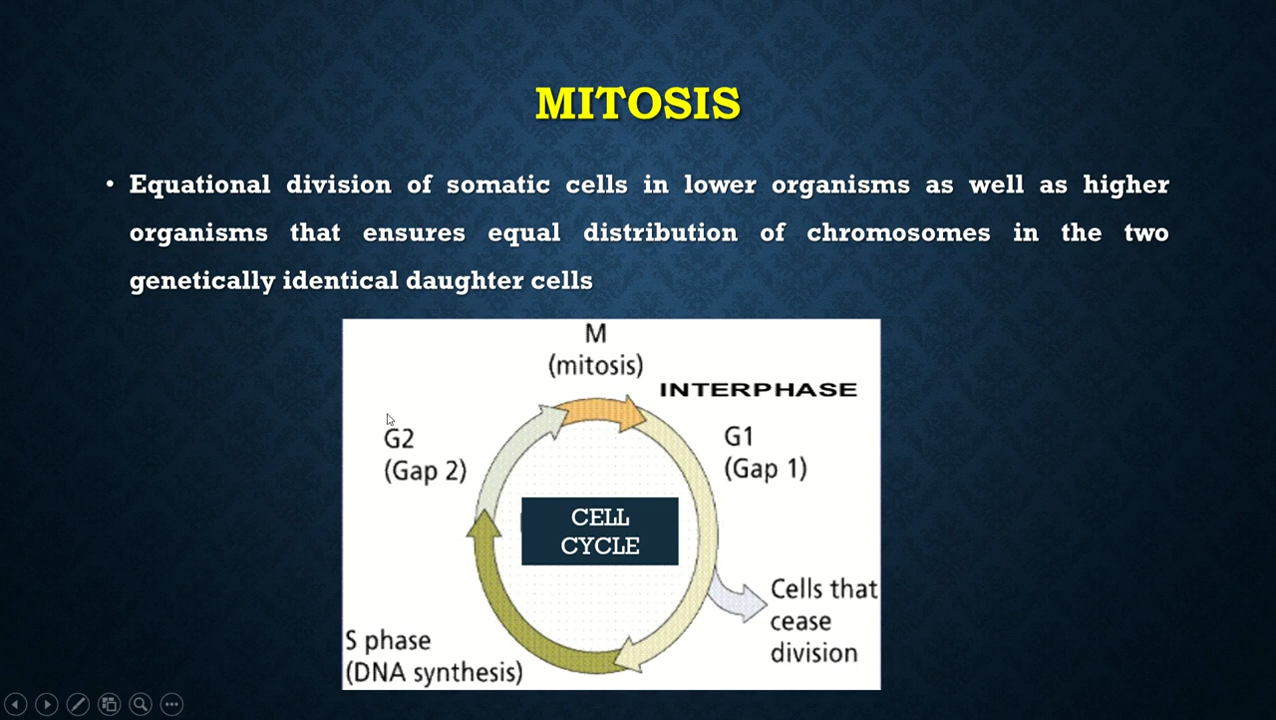 MITOSIS
• Equational division of somatic cells in lower organisms as well as higher
organisms that ensures equal distribution of chromosomes in the two
genetically identical daughter cells
M
(mitosis)
INTERPHASE
G2
(Gap 2)
G1
(Gap 1)
CELL
CYCLE
Cells that
cease
division
S phase
(DNA synthesis)